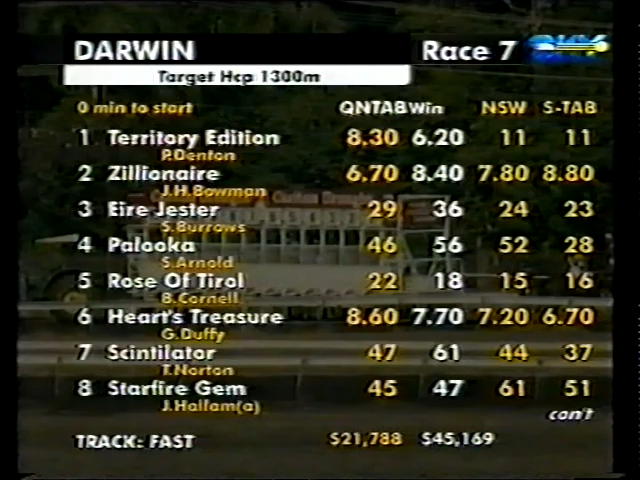 DARWIN Race 7
Target Hcp 1300m
0 min to start QNTAB Win NSW S-TAB
1 Territory Edition 8.30 6.20 11 11
P.Denton
2 Zillionaire 6.70 8.40 7.80 8.80
J.H.Bowman
3 Eire Jester 29 36 24 23
S.Burrows
4 Palooka 46 56 52 28
S.Arnold
5 Rose Of Tirol 22 18 15 16
B.Cornell
6 Heart's Treasure 8.60 7.70 7.20 6.70
G.Duffy
7 Scintilator 47 61 44 37
T.Norton
8 Starfire Gem 45 47 61 51
J.Hallam(a)
can't
TRACK: FAST $21,788 $45,169